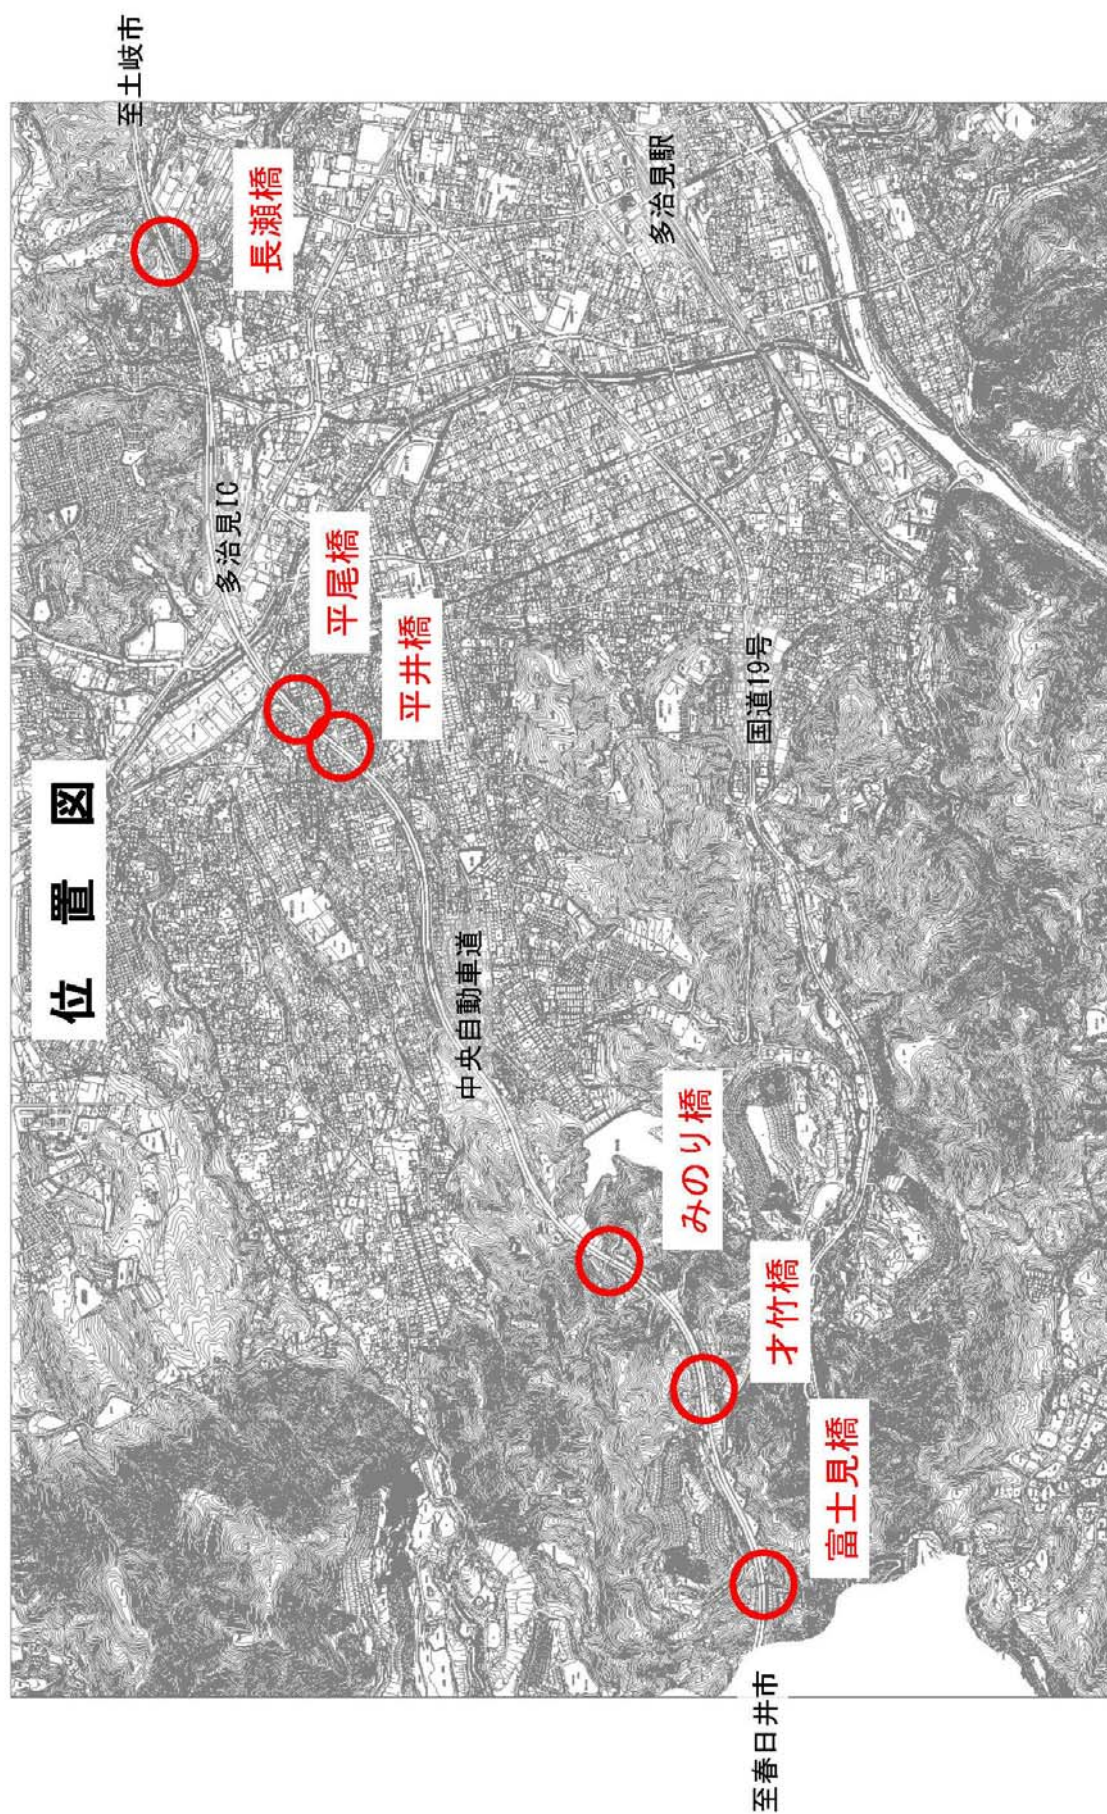 位置図
至土岐市
長瀬橋
多治見IC
多治見駅
平尾橋
平井橋
国道19号
中央自動車道
みのり橋
才竹橋
富士見橋
至春日井市